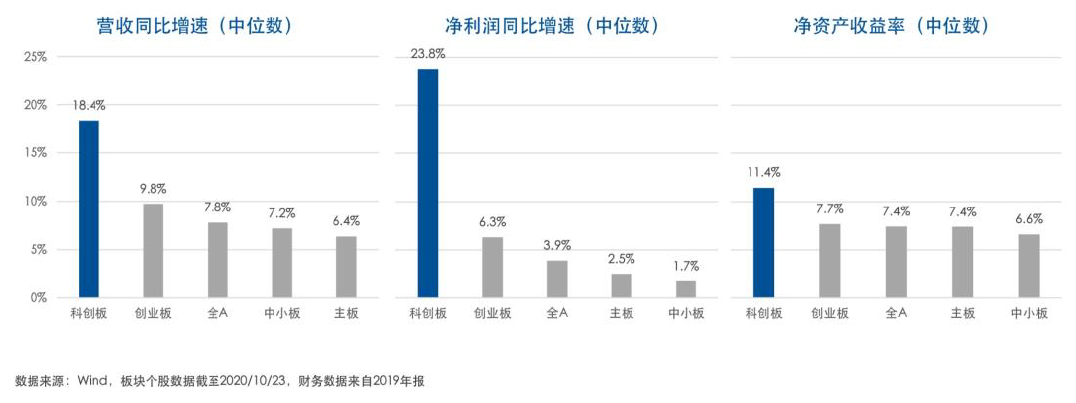 营收同比增速（中位数）
净利润同比增速（中位数）
净资产收益率（中位数）
25%
20%
15%
10%
5%
0%
18.4%
9.8%
7.8%
7.2%
6.4%
科创板
创业板
全A
中小板
主板
23.8%
6.3%
3.9%
2.5%
1.7%
科创板
创业板
全A
主板
中小板
11.4%
7.7%
7.4%
7.4%
6.6%
科创板
创业板
全A
主板
中小板
数据来源：Wind，板块个股数据截至2020/10/23，财务数据来自2019年报